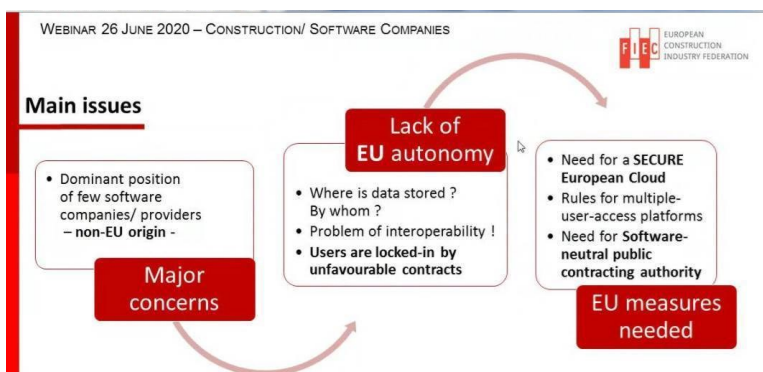 WEBINAR 26 JUNE 2020 – CONSTRUCTION/ SOFTWARE COMPANIES
FIEC
EUROPEAN
CONSTRUCTION
INDUSTRY FEDERATION
Main issues
• Dominant position
of few software
companies/ providers
– non-EU origin -
Major
concerns
Lack of
EU autonomy
• Where is data stored ?
By whom ?
• Problem of interoperability !
• Users are locked-in by
unfavourable contracts
• Need for a SECURE
European Cloud
• Rules for multiple-
user-access platforms
• Need for Software-
neutral public
contracting authority
EU measures
needed